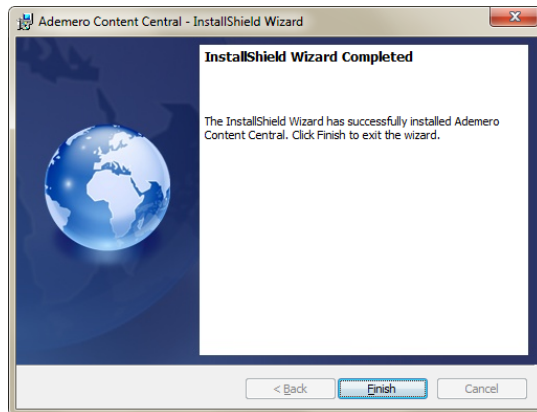 Ademero Content Central - InstallShield Wizard
InstallShield Wizard Completed
The InstallShield Wizard has successfully installed Ademero
Content Central. Click Finish to exit the wizard.
< Back
Finish
Cancel